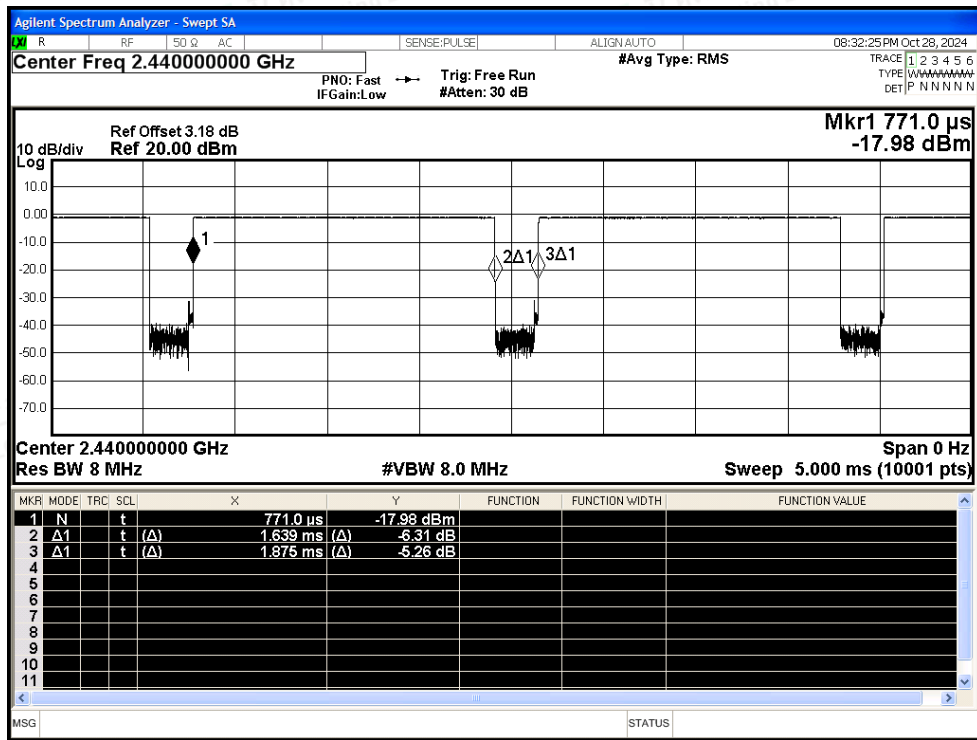 Agilent Spectrum Analyzer - Swept SA
LXI R RF 50 Ω AC SENSE:PULSE ALIGN AUTO 08:32:25 PM Oct 28, 2024
Center Freq 2.440000000 GHz #Avg Type: RMS TRACE 1 2 3 4 5 6
PNO: Fast Trig: Free Run TYPE WWWWWW
IFGain:Low #Atten: 30 dB DET P N N N N N
Mkr1 771.0 µs
Ref Offset 3.18 dB
10 dB/div Ref 20.00 dBm -17.98 dBm
Log
10.0
0.00
-10.0
-20.0
-30.0
-40.0
-50.0
-60.0
-70.0
1
2Δ1 3Δ1
Center 2.440000000 GHz Span 0 Hz
Res BW 8 MHz #VBW 8.0 MHz Sweep 5.000 ms (10001 pts)
MKR MODE TRC SCL X Y FUNCTION FUNCTION WIDTH FUNCTION VALUE
1 N t 771.0 µs -17.98 dBm
2 Δ1 t (Δ) 1.639 ms (Δ) -6.31 dB
3 Δ1 t (Δ) 1.875 ms (Δ) -5.26 dB
4
5
6
7
8
9
10
11
MSG STATUS